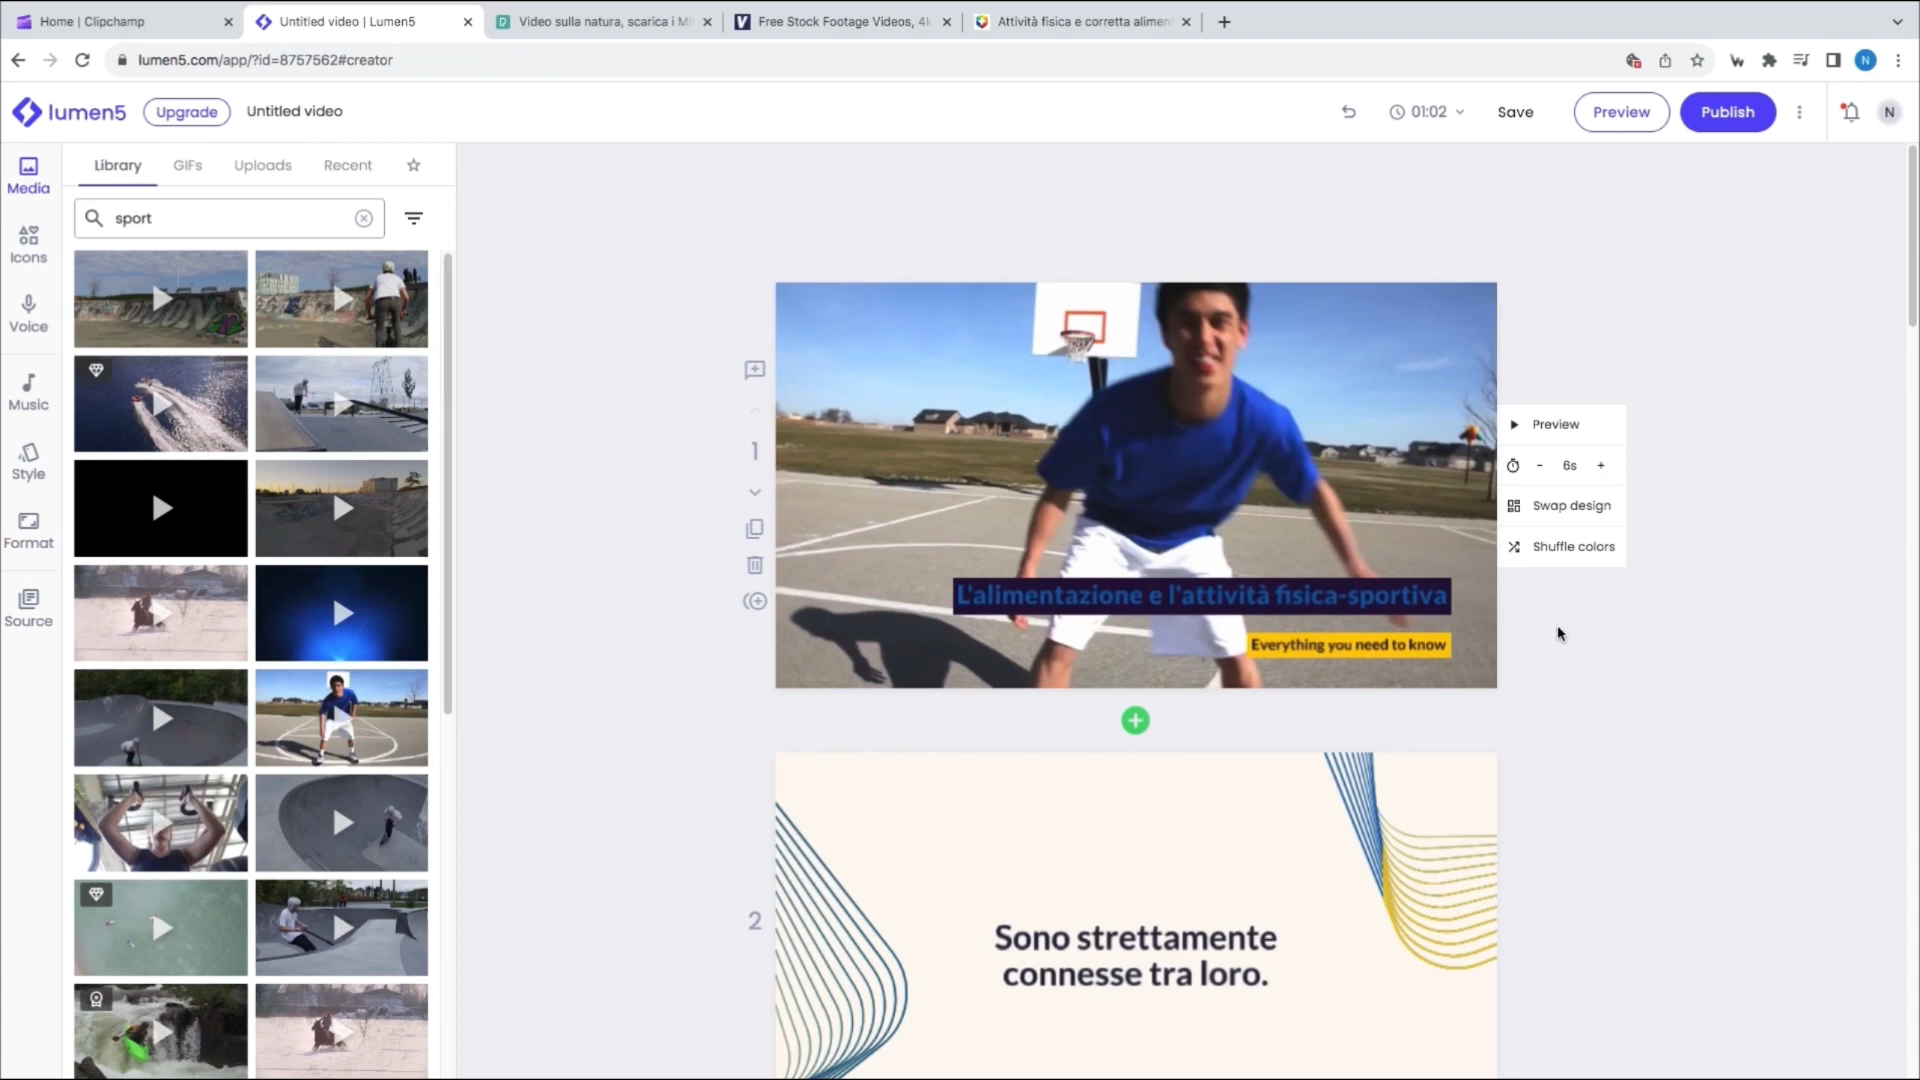 Home | Clipchamp
Untitled video | Lumen5
Video sulla natura, scarica i M
Free Stock Footage Videos, 4k
Attività fisica e corretta alimen
lumen5.com/app/?id=8757562#creator
N
lumen5
Upgrade
Untitled video
01:02
Save
Preview
Publish
N
Media
Icons
Voice
Music
Style
Format
Source
Library
GIFs
Uploads
Recent
sport
1
L'alimentazione e l'attività fisica-sportiva
Everything you need to know
Preview
- 6s +
Swap design
Shuffle colors
2
Sono strettamente
connesse tra loro.